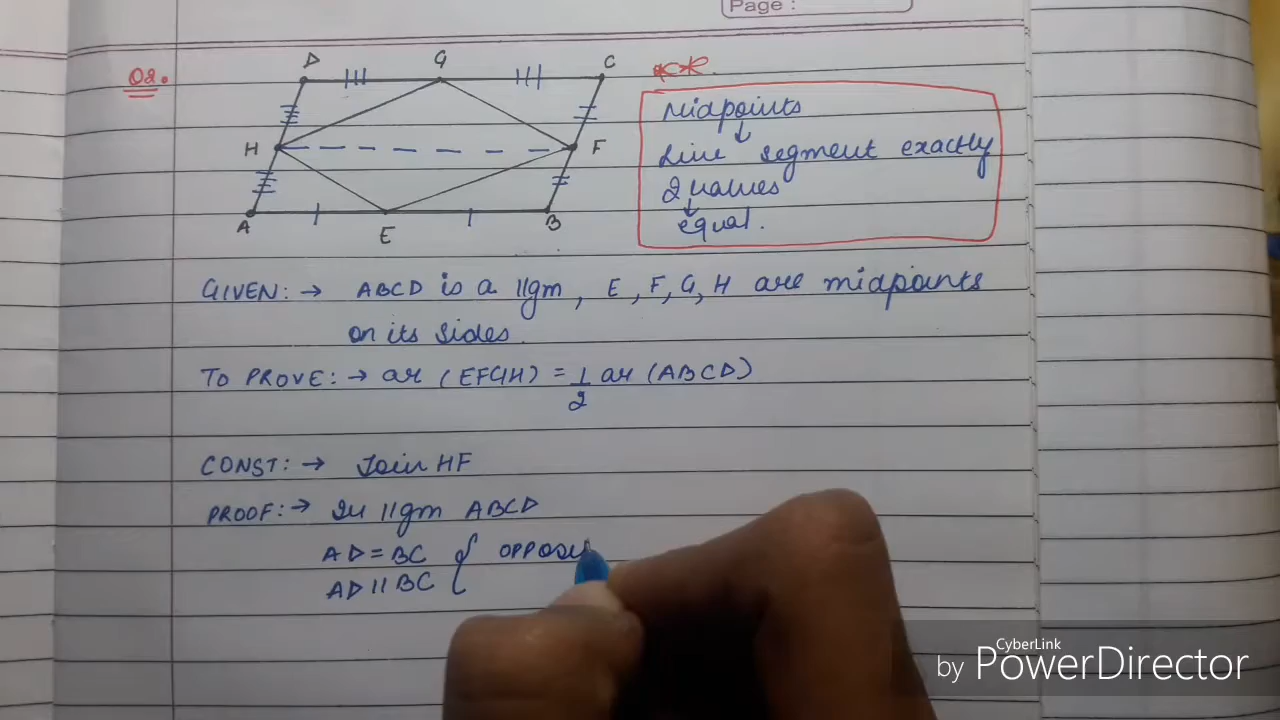 Page :
Q2.
D G C
H F
A E B
Midpoints
Line segment exactly
2 values
equal.
GIVEN: → ABCD is a ||gm, E, F, G, H are midpoints
on its sides.
TO PROVE: → ar (EFGH) = 1/2 ar (ABCD)
CONST: → Join HF
PROOF: → In ||gm ABCD
AD = BC { OPPOSI
AD || BC
CyberLink
by PowerDirector